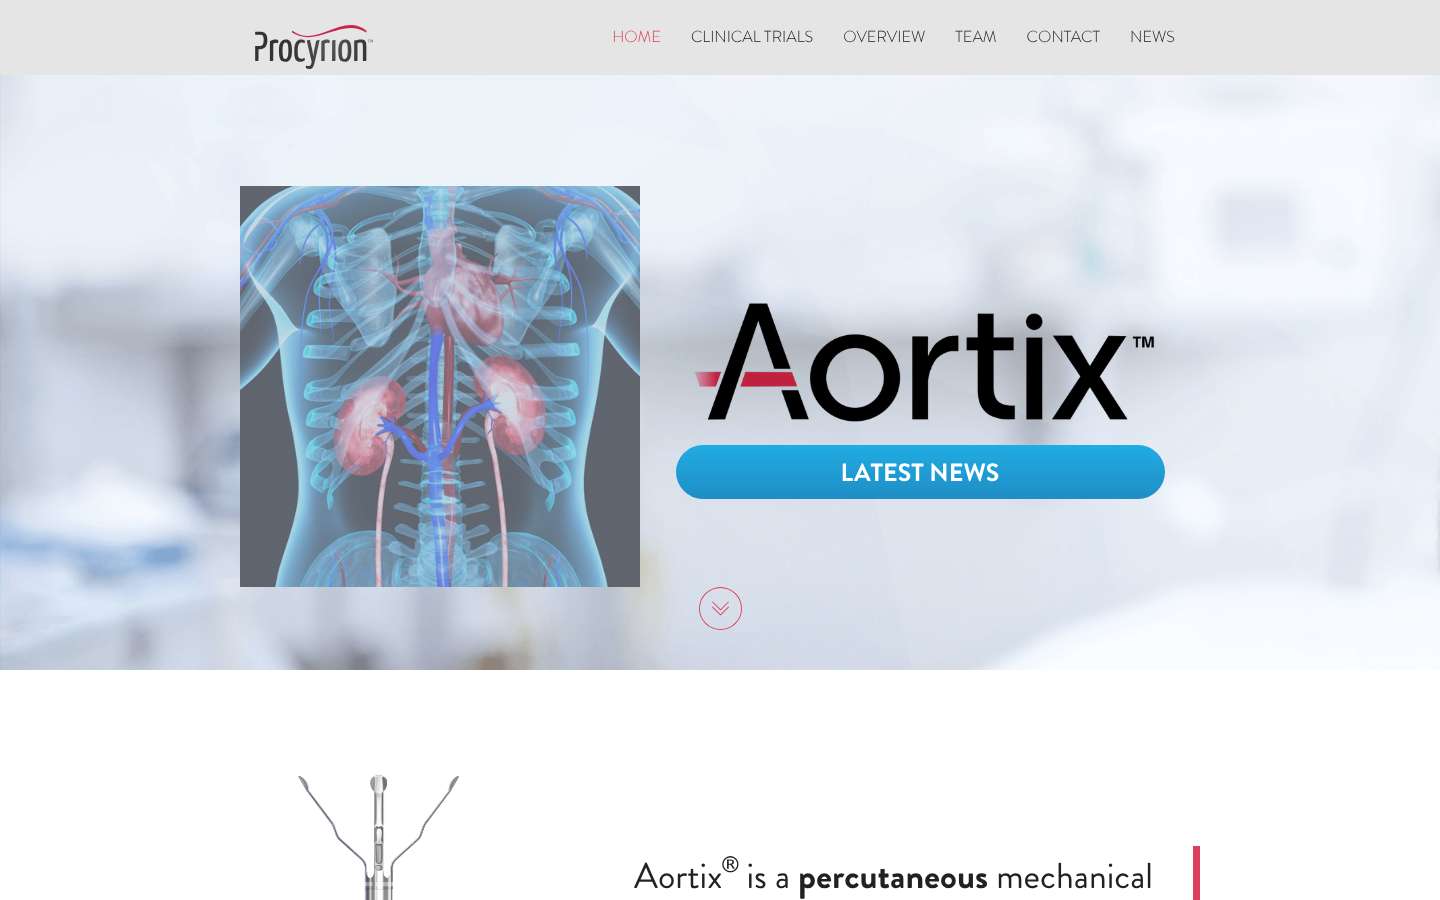 Procyrion™
HOME CLINICAL TRIALS OVERVIEW TEAM CONTACT NEWS
Aortix™
LATEST NEWS
Aortix® is a percutaneous mechanical